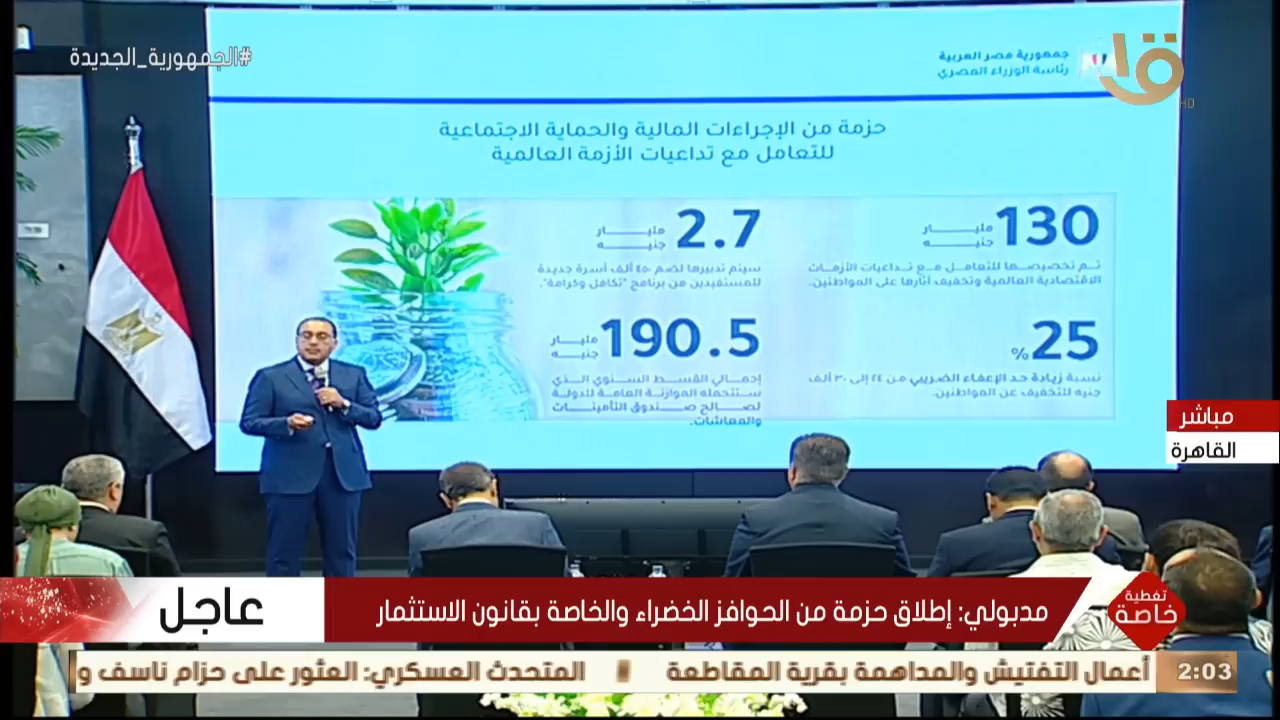 #الجمهورية_الجديدة
جمهورية مصر العربية
رئاسة الوزراء المصري
HD
حزمة من الإجراءات المالية والحماية الاجتماعية
للتعامل مع تداعيات الأزمة العالمية
130 مليار جنيه
تم تخصيصها للتعامل مع تداعيات الأزمات
الاقتصادية العالمية وتخفيف آثارها على المواطنين.
2.7 مليار جنيه
سيتم تدبيرها لضم ٤٥٠ ألف أسرة جديدة
للمستفيدين من برنامج "تكافل وكرامة".
25%
نسبة زيادة حد الإعفاء الضريبي من ٢٤ إلى ٣٠ ألف
جنيه للتخفيف عن المواطنين.
190.5 مليار جنيه
إجمالي القسط السنوي الذي
ستتحمله الموازنة العامة للدولة
لصالح صندوق التأمينات
والمعاشات.
مباشر
القاهرة
تغطية
خاصة
مدبولي: إطلاق حزمة من الحوافز الخضراء والخاصة بقانون الاستثمار
عاجل
2:03
أعمال التفتيش والمداهمة بقرية المقاطعة
المتحدث العسكري: العثور على حزام ناسف و